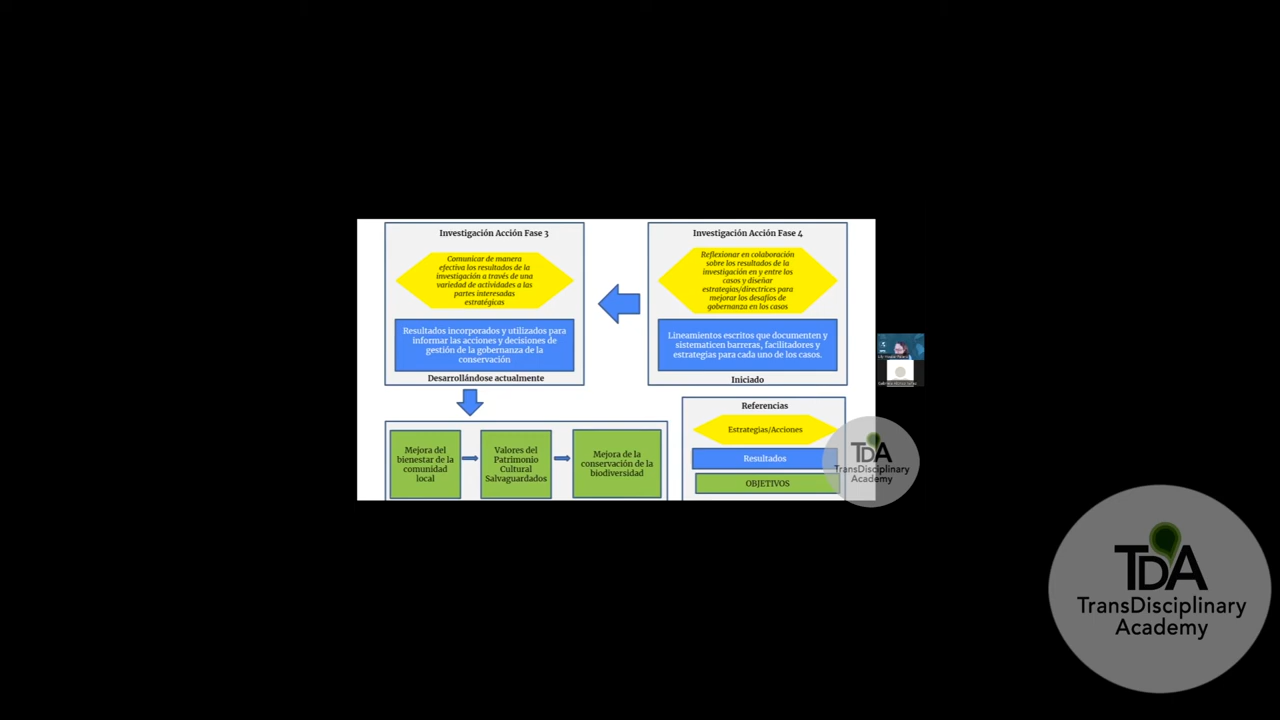 Investigación Acción Fase 3
Comunicar de manera
efectiva los resultados de la
investigación a través de una
variedad de actividades a las
partes interesadas
estratégicas
Resultados incorporados y utilizados para
informar las acciones y decisiones de
gestión de la gobernanza de la
conservación
Desarrollándose actualmente
Investigación Acción Fase 4
Reflexionar en colaboración
sobre los resultados de la
investigación en y entre los
casos y diseñar
estrategias/directrices para
mejorar los desafíos de
gobernanza en los casos
Lineamientos escritos que documenten y
sistematicen barreras, facilitadores y
estrategias para cada uno de los casos.
Iniciado
Mejora del
bienestar de la
comunidad
local
Valores del
Patrimonio
Cultural
Salvaguardados
Mejora de la
conservación de la
biodiversidad
Referencias
Estrategias/Acciones
Resultados
OBJETIVOS
TDA
TransDisciplinary
Academy
TDA
TransDisciplinary
Academy